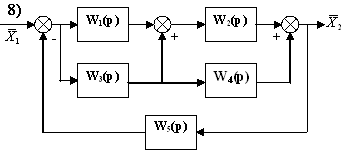 8)
X̅₁
-
W₁(p)
+
W₂(p)
+
X̅₂
W₃(p)
W₄(p)
W₅(p)